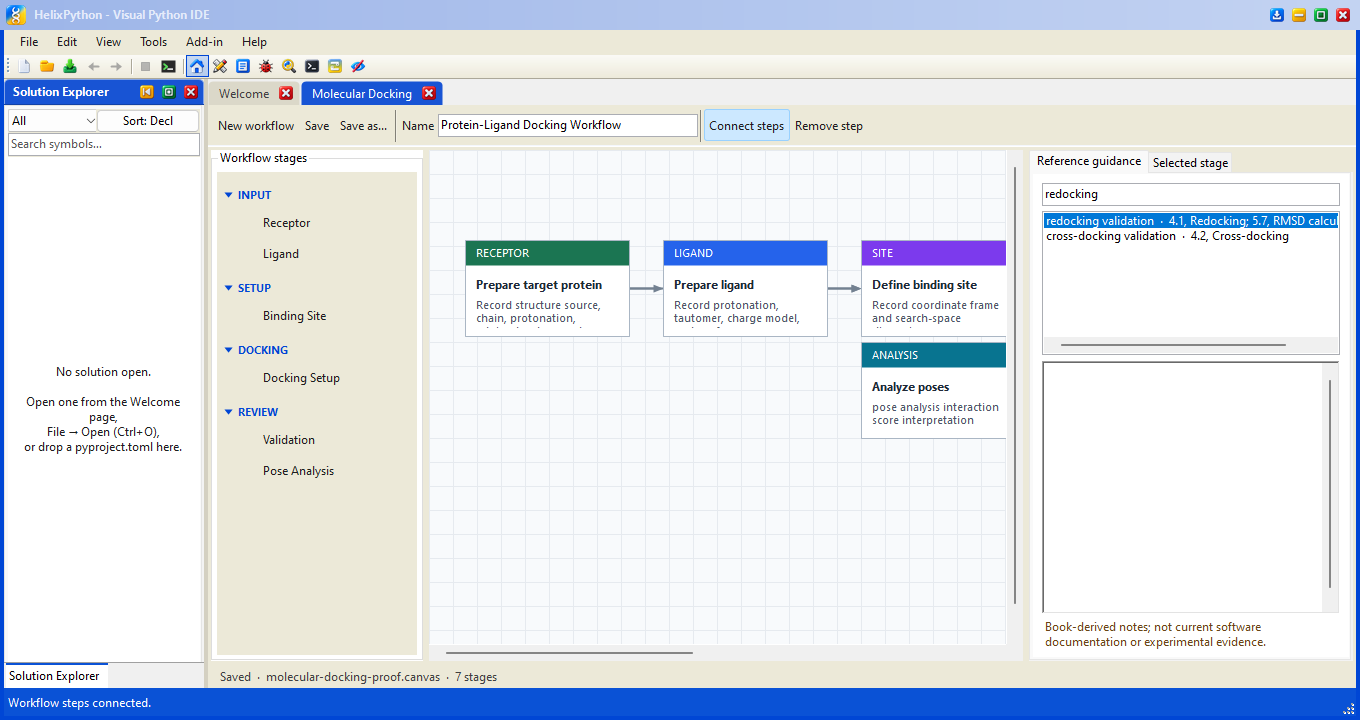 HelixPython - Visual Python IDE
File Edit View Tools Add-in Help
Solution Explorer
Welcome
Molecular Docking
All
Sort: Decl
Search symbols...
No solution open.
Open one from the Welcome
page,
File → Open (Ctrl+O),
or drop a pyproject.toml here.
Solution Explorer
New workflow Save Save as... Name Protein-Ligand Docking Workflow Connect steps Remove step
Workflow stages
INPUT
Receptor
Ligand
SETUP
Binding Site
DOCKING
Docking Setup
REVIEW
Validation
Pose Analysis
RECEPTOR
Prepare target protein
Record structure source,
chain, protonation,
LIGAND
Prepare ligand
Record protonation,
tautomer, charge model,
SITE
Define binding site
Record coordinate frame
and search-space
ANALYSIS
Analyze poses
pose analysis interaction
score interpretation
Reference guidance
Selected stage
redocking
redocking validation · 4.1, Redocking; 5.7, RMSD calcul
cross-docking validation · 4.2, Cross-docking
Book-derived notes; not current software
documentation or experimental evidence.
Saved · molecular-docking-proof.canvas · 7 stages
Workflow steps connected.